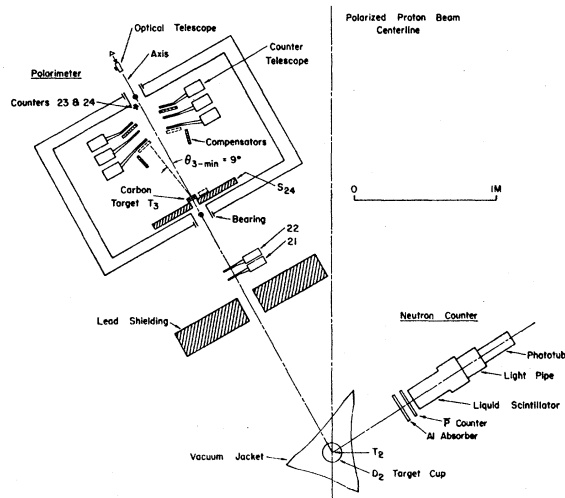 Optical Telescope
Axis
Polorimeter
Counter
Telescope
Counters 23 & 24
Compensators
θ3-min = 9°
Carbon
Target T3
S24
Bearing
22
21
Lead Shielding
Vacuum Jacket
Polarized Proton Beam
Centerline
O
1M
Neutron Counter
Phototube
Light Pipe
Liquid Scintillator
P̅ Counter
Al Absorber
T2
D2 Target Cup